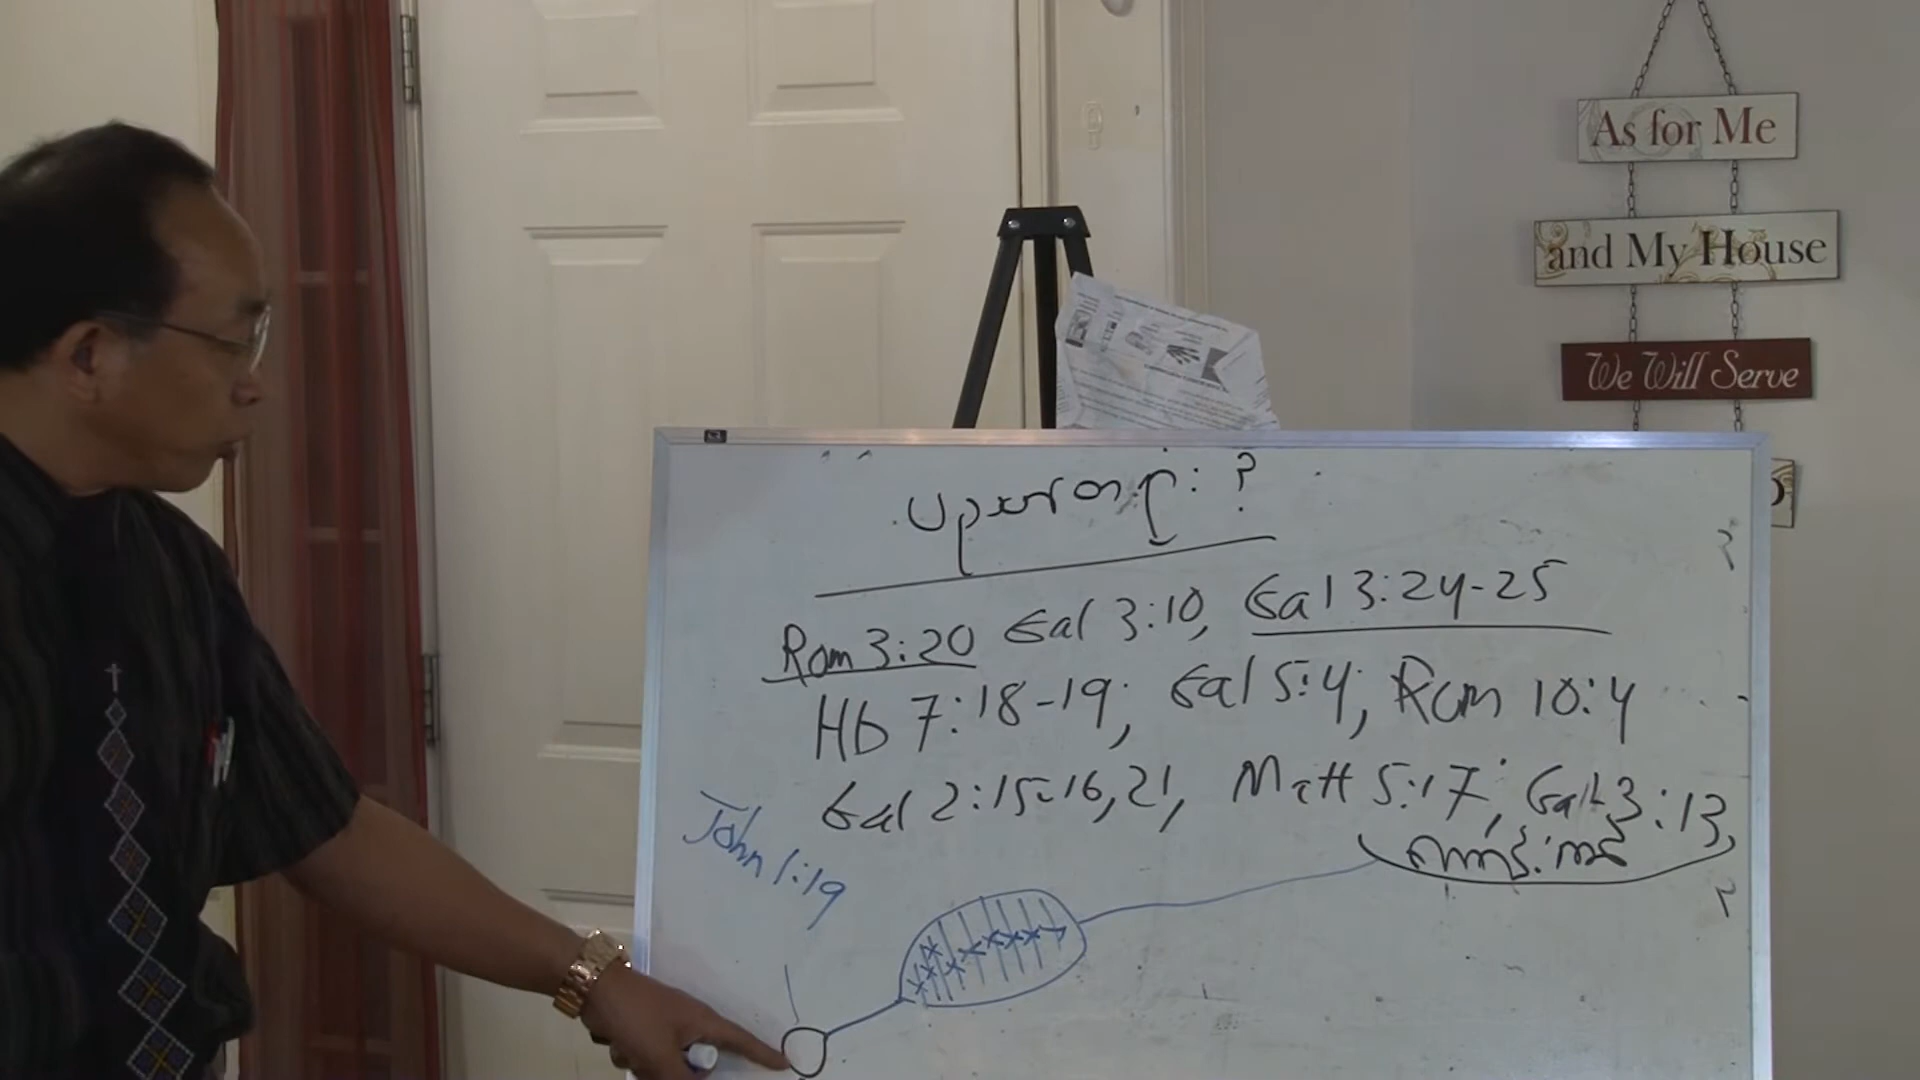 As for Me
and My House
We Will Serve
: ?
Rom 3:20 Gal 3:10, Gal 3:24-25
Hb 7:18-19; Gal 5:4; Rom 10:4
Gal 2:15-16,21, Matt 5:17; Gal 3:13,
John 1:19